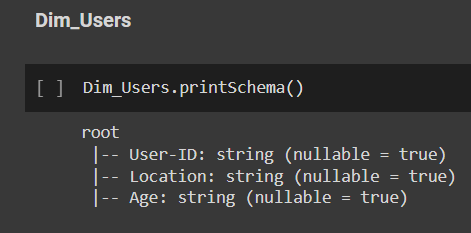 Dim_Users
[ ] Dim_Users.printSchema()
root
 |-- User-ID: string (nullable = true)
 |-- Location: string (nullable = true)
 |-- Age: string (nullable = true)